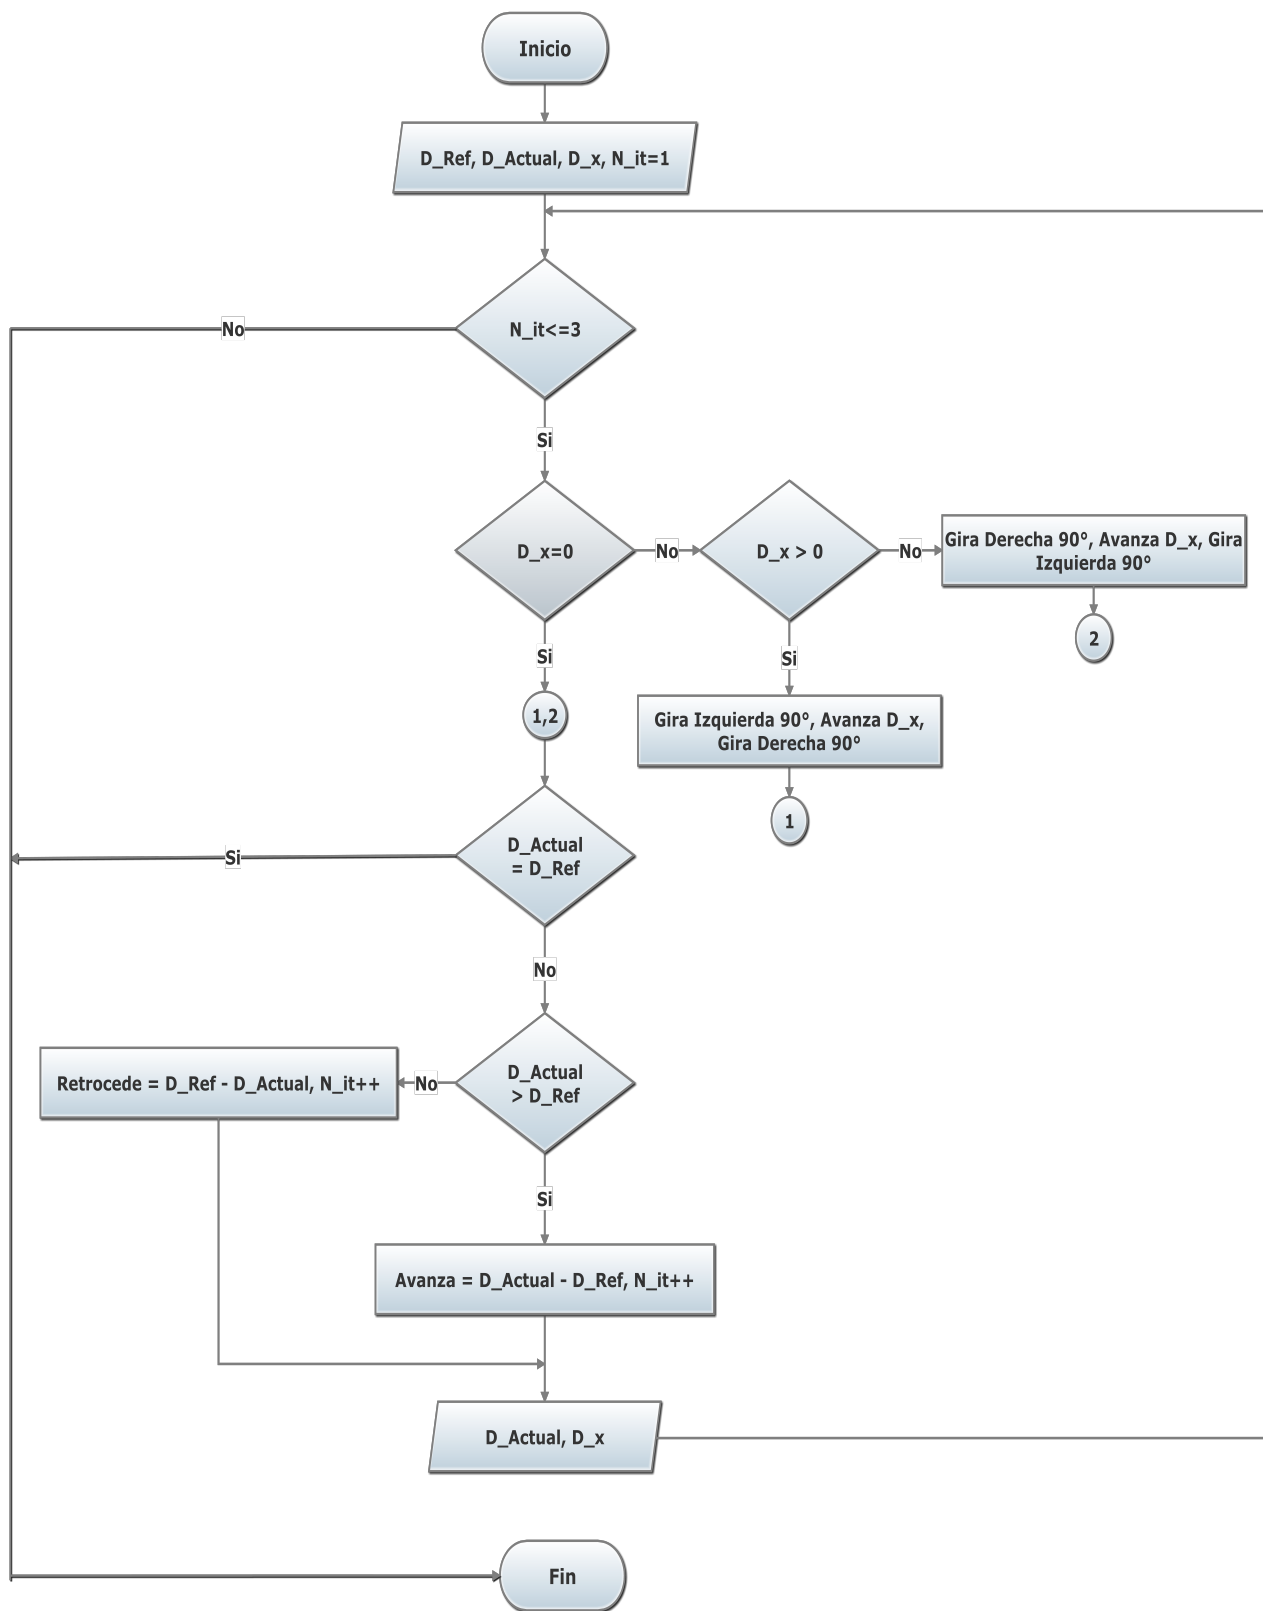 Inicio
D_Ref, D_Actual, D_x, N_it=1
N_it<=3
No
Si
D_x=0
No
D_x > 0
No
Gira Derecha 90°, Avanza D_x, Gira
Izquierda 90°
2
Si
Si
1,2
Gira Izquierda 90°, Avanza D_x,
Gira Derecha 90°
1
D_Actual
= D_Ref
Si
No
D_Actual
> D_Ref
No
Retrocede = D_Ref - D_Actual, N_it++
Si
Avanza = D_Actual - D_Ref, N_it++
D_Actual, D_x
Fin